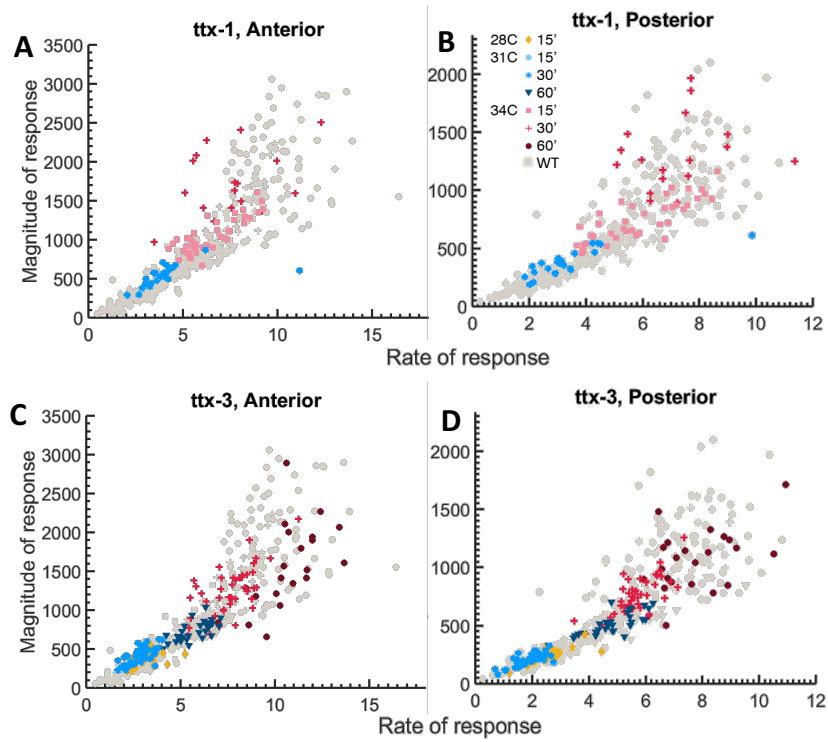 A
ttx-1, Anterior
Magnitude of response
3500
3000
2500
2000
1500
1000
500
0
0 5 10 15
B
ttx-1, Posterior
28C 15'
31C 15'
30'
60'
34C 15'
30'
60'
WT
2000
1500
1000
500
0
0 2 4 6 8 10 12
Rate of response
C
ttx-3, Anterior
Magnitude of response
3500
3000
2500
2000
1500
1000
500
0
0 5 10 15
D
ttx-3, Posterior
2000
1500
1000
500
0
0 2 4 6 8 10 12
Rate of response